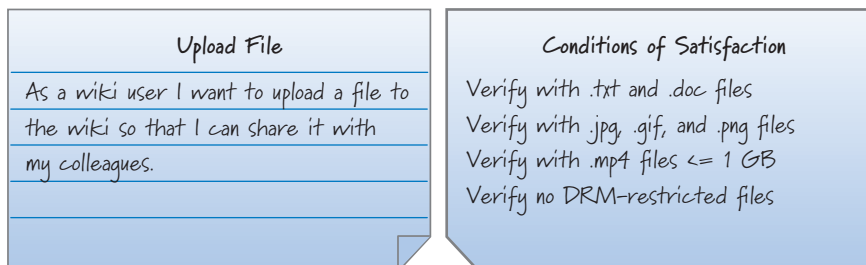 Upload File
As a wiki user I want to upload a file to
the wiki so that I can share it with
my colleagues.
Conditions of Satisfaction
Verify with .txt and .doc files
Verify with .jpg, .gif, and .png files
Verify with .mp4 files <= 1 GB
Verify no DRM-restricted files